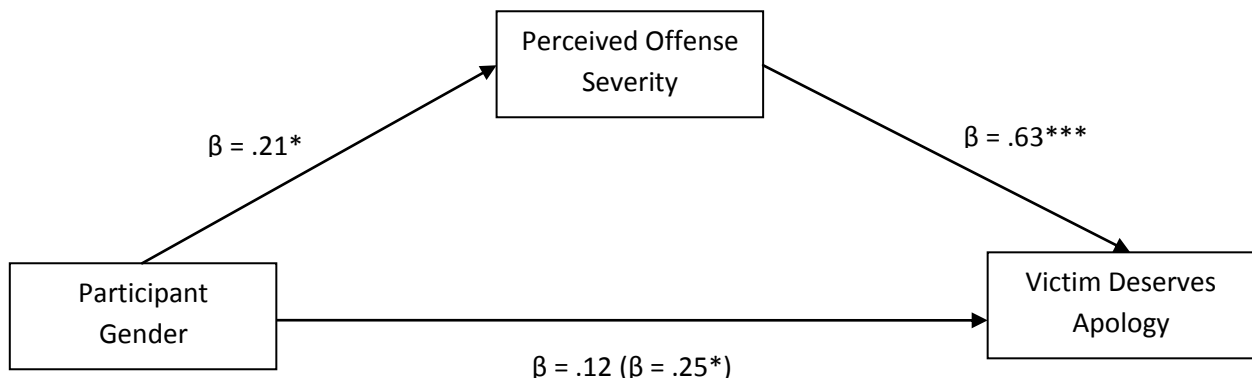 Perceived Offense
Severity
β = .21*
β = .63***
Participant
Gender
Victim Deserves
Apology
β = .12 (β = .25*)